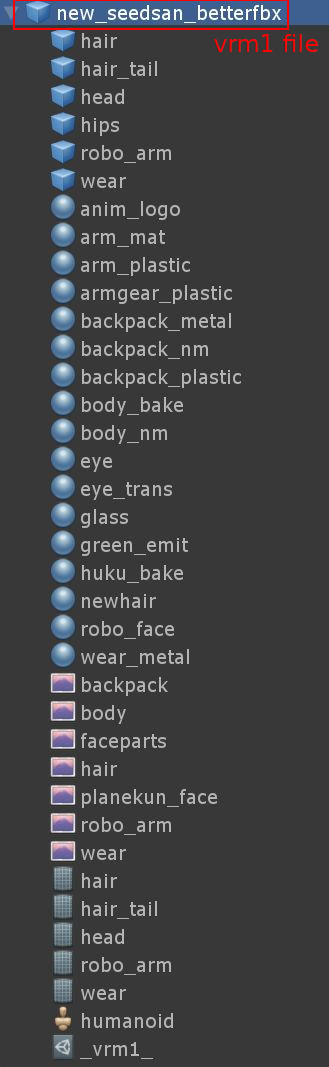 new_seedsan_betterfbx
vrm1 file
hair
hair_tail
head
hips
robo_arm
wear
anim_logo
arm_mat
arm_plastic
armgear_plastic
backpack_metal
backpack_nm
backpack_plastic
body_bake
body_nm
eye
eye_trans
glass
green_emit
huku_bake
newhair
robo_face
wear_metal
backpack
body
faceparts
hair
planekun_face
robo_arm
wear
hair
hair_tail
head
robo_arm
wear
humanoid
_vrm1_